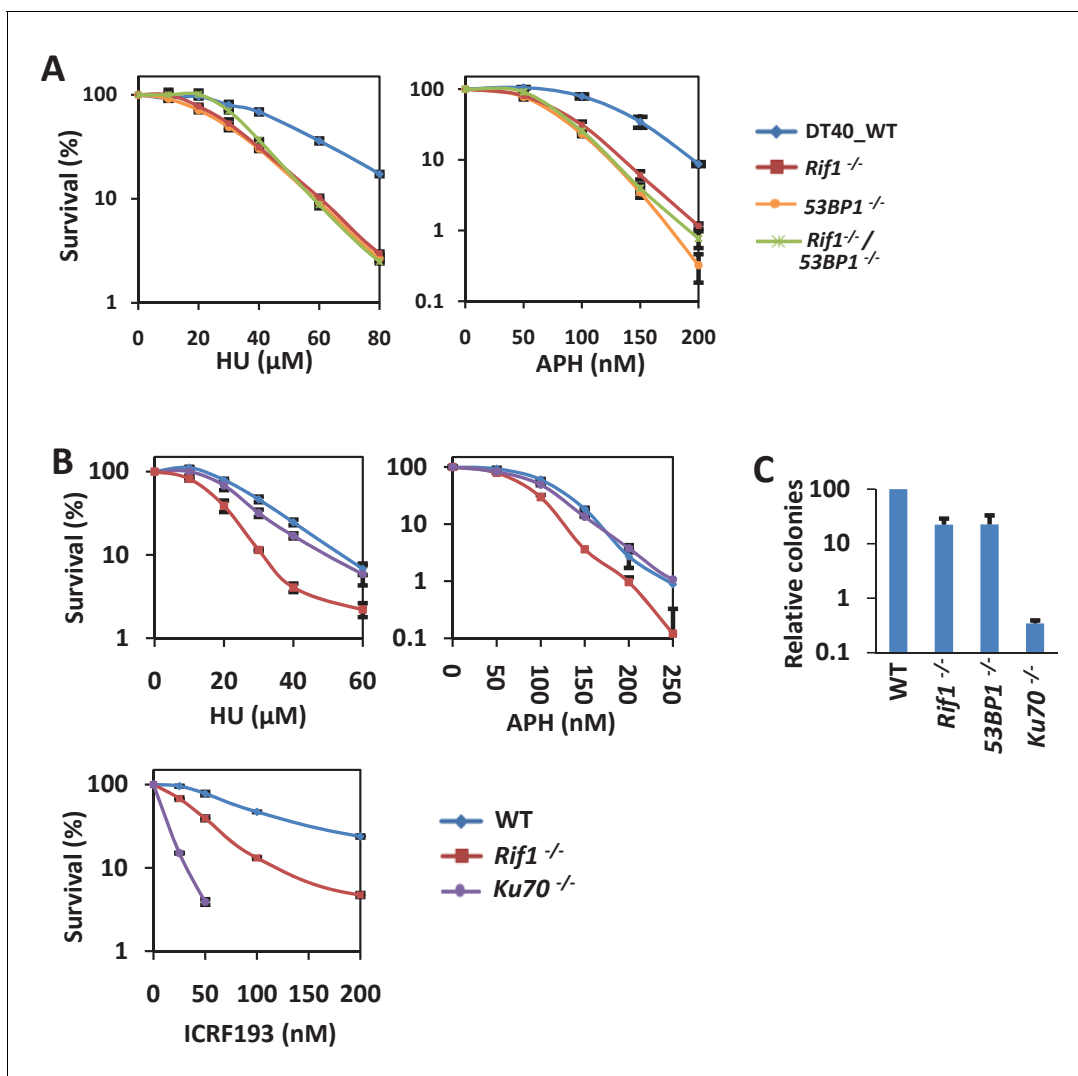 A
Survival (%)
100
10
1
0 20 40 60 80
HU (µM)
100
10
1
0.1
0 50 100 150 200
APH (nM)
DT40_WT
Rif1 -/-
53BP1 -/-
Rif1-/-/
53BP1 -/-
B
Survival (%)
100
10
1
0 20 40 60
HU (µM)
100
10
1
0.1
0 50 100 150 200 250
APH (nM)
C
Relative colonies
100
10
1
0.1
WT
Rif1 -/-
53BP1 -/-
Ku70 -/-
Survival (%)
100
10
1
0 50 100 150 200
ICRF193 (nM)
WT
Rif1 -/-
Ku70 -/-